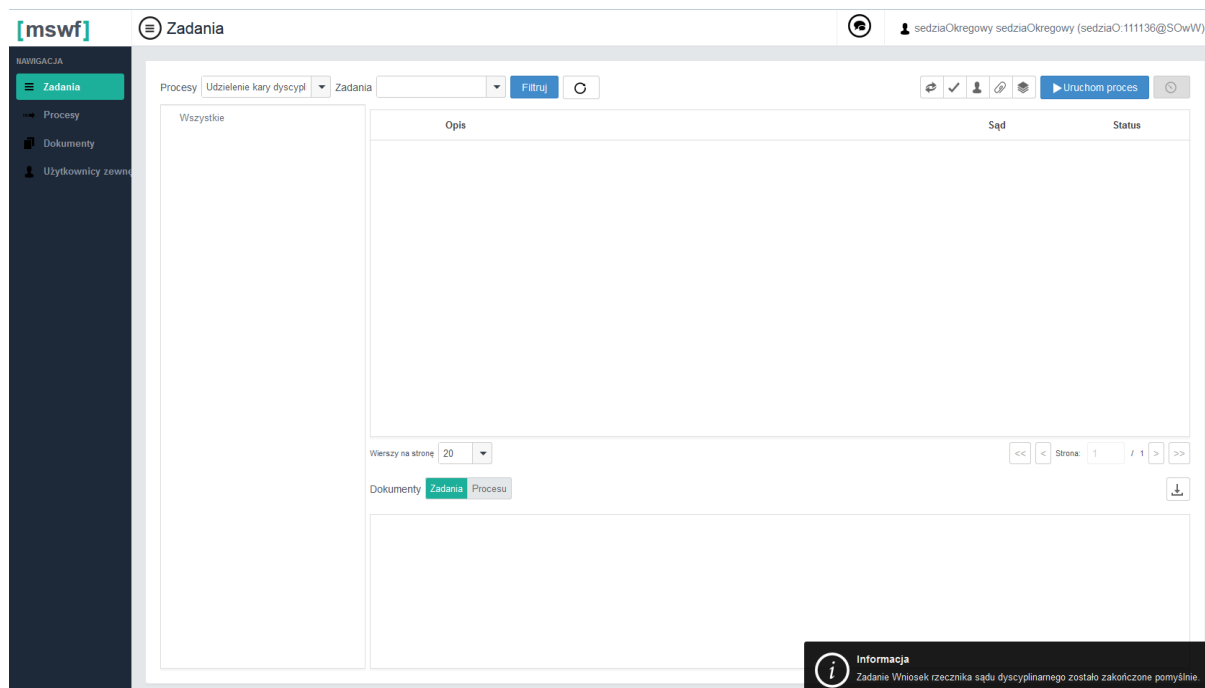 [mswf]
Zadania
sedziaOkregowy sedziaOkregowy (sedziaO:111136@SOwW)
NAWIGACJA
Zadania
Procesy
Dokumenty
Użytkownicy zewnę
Procesy Udzielenie kary dyscypl Zadania Filtruj Uruchom proces
Wszystkie
Opis Sąd Status
Wierszy na stronę 20 << < Strona: 1 / 1 > >>
Dokumenty Zadania Procesu
Informacja
Zadanie Wniosek rzecznika sądu dyscyplinarnego zostało zakończone pomyślnie.